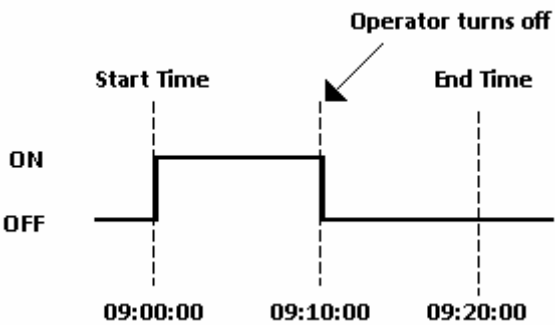 Operator turns off
Start Time
End Time
ON
OFF
09:00:00
09:10:00
09:20:00